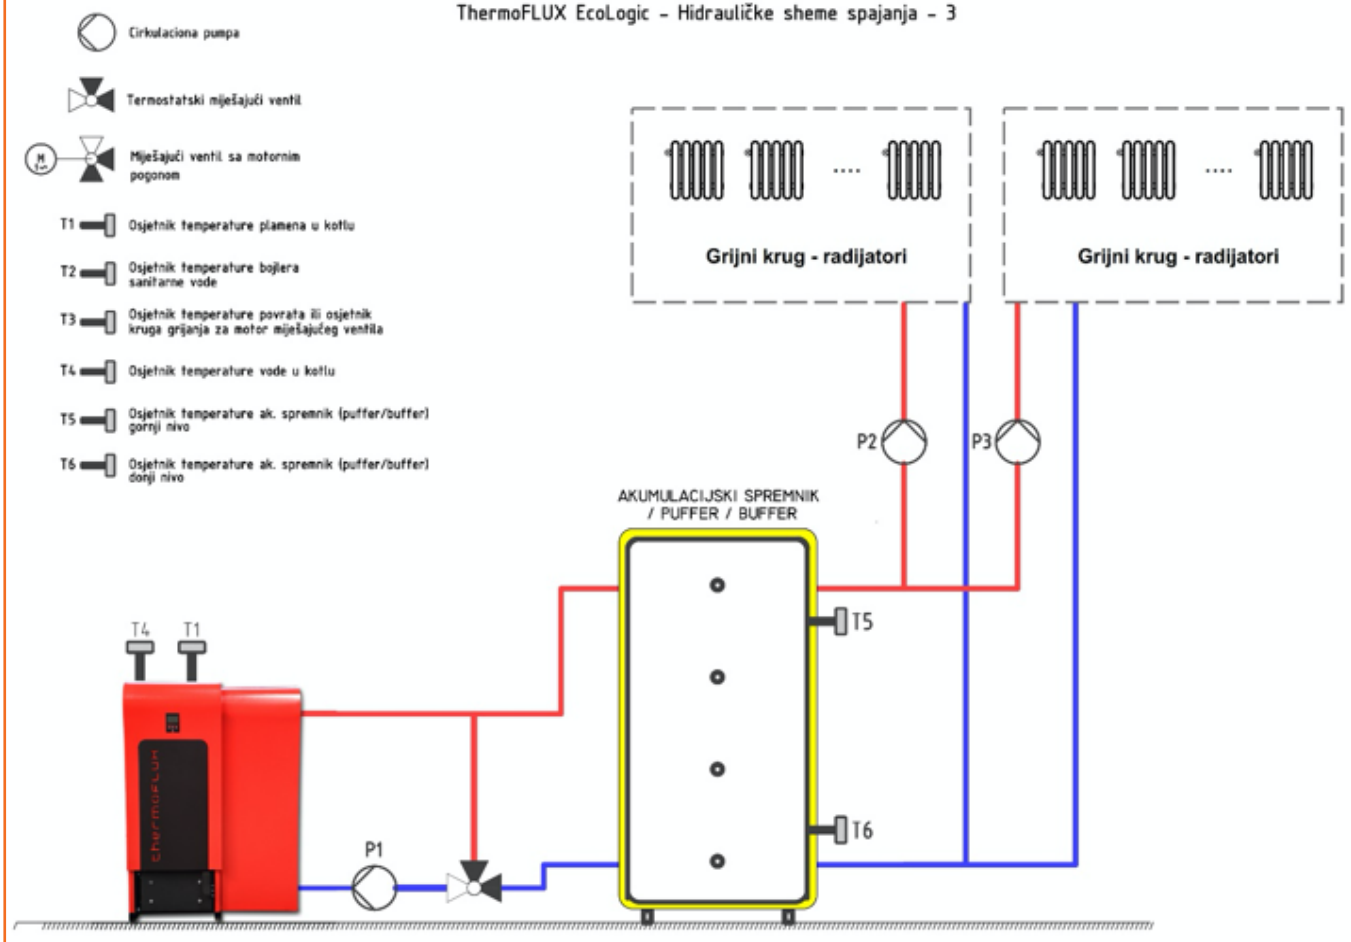 ThermoFLUX EcoLogic - Hidrauličke sheme spajanja - 3
Cirkulaciona pumpa
Termostatski miješajući ventil
M
Miješajući ventil sa motornim
pogonom
T1 Osjetnik temperature plamena u kotlu
T2 Osjetnik temperature bojlera
sanitarne vode
T3 Osjetnik temperature povrata ili osjetnik
kruga grijanja za motor miješajućeg ventila
T4 Osjetnik temperature vode u kotlu
T5 Osjetnik temperature ak. spremnik (puffer/buffer)
gornji nivo
T6 Osjetnik temperature ak. spremnik (puffer/buffer)
donji nivo
....
....
Grijni krug - radijatori
Grijni krug - radijatori
P2
P3
AKUMULACIJSKI SPREMNIK
/ PUFFER / BUFFER
T5
T4 T1
T6
thermoflux
P1